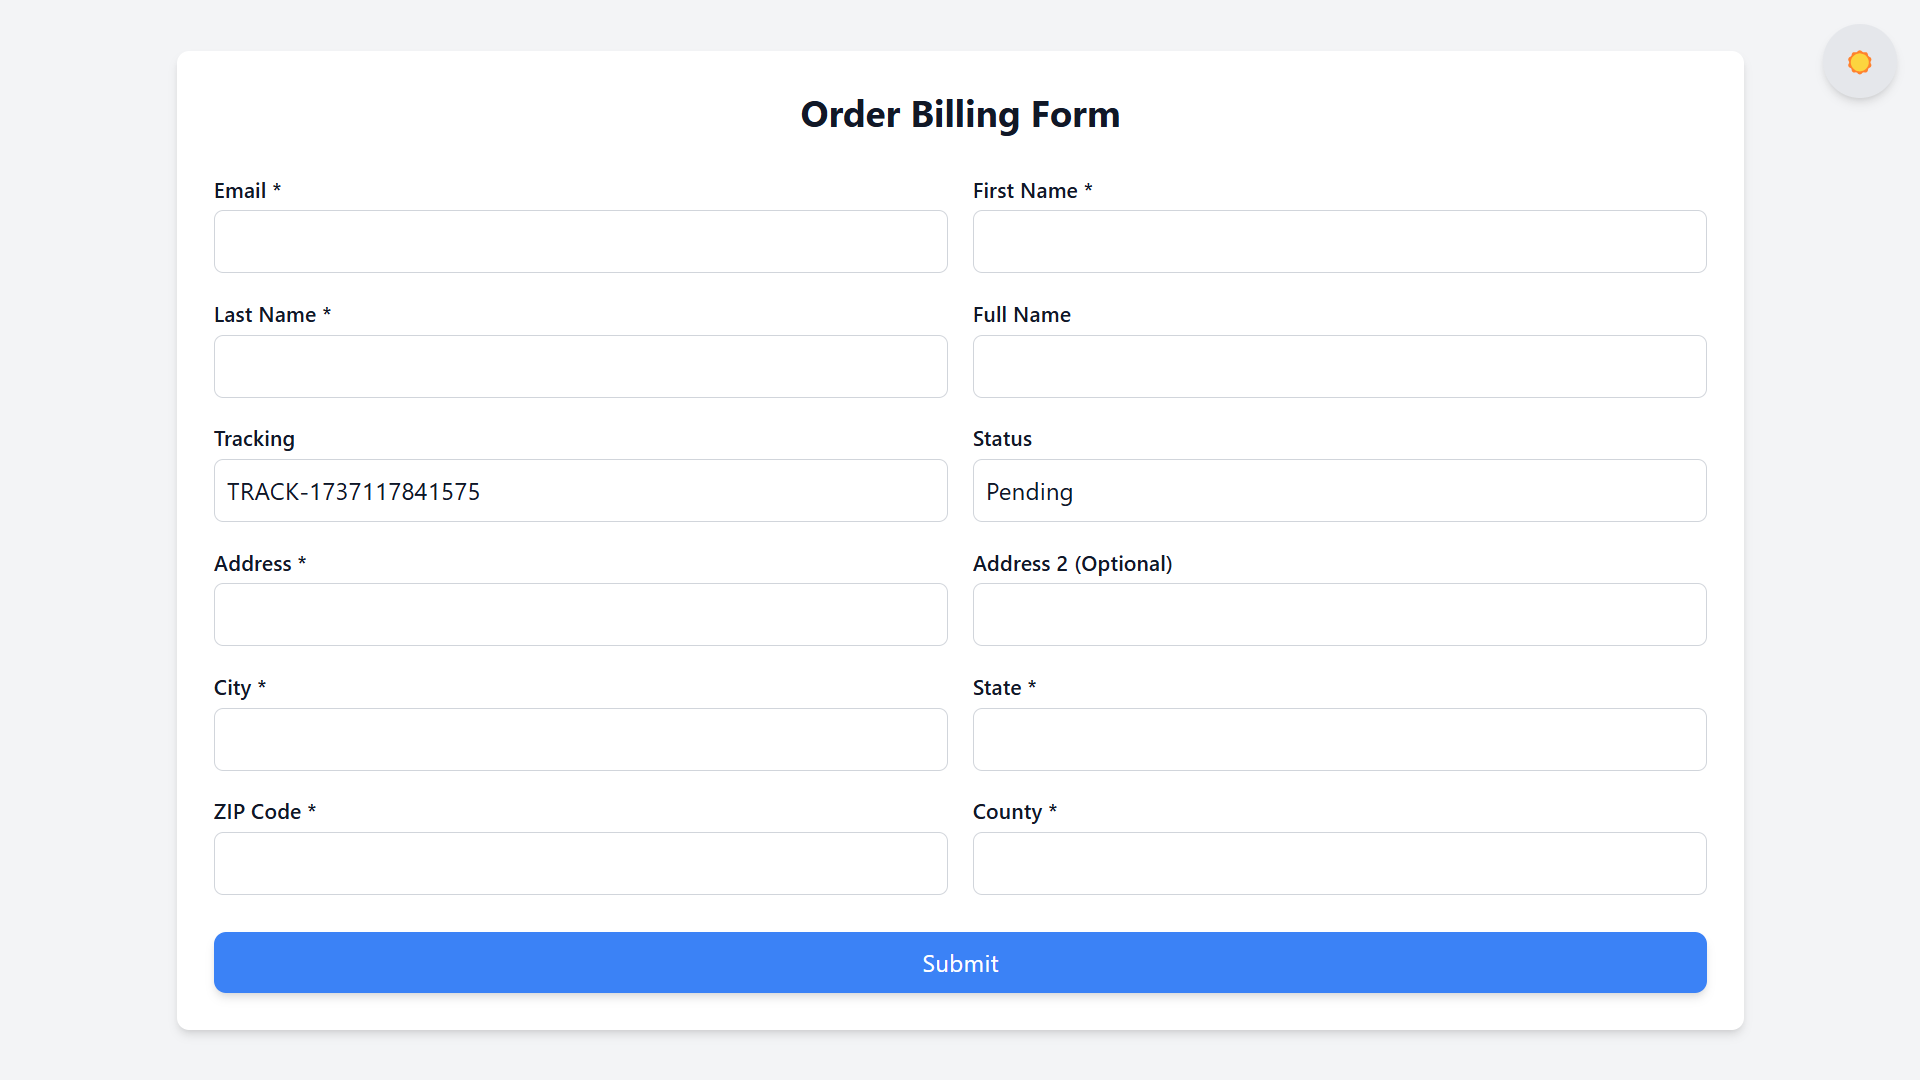 Order Billing Form
Email *
First Name *
Last Name *
Full Name
Tracking
Status
TRACK-1737117841575
Pending
Address *
Address 2 (Optional)
City *
State *
ZIP Code *
County *
Submit